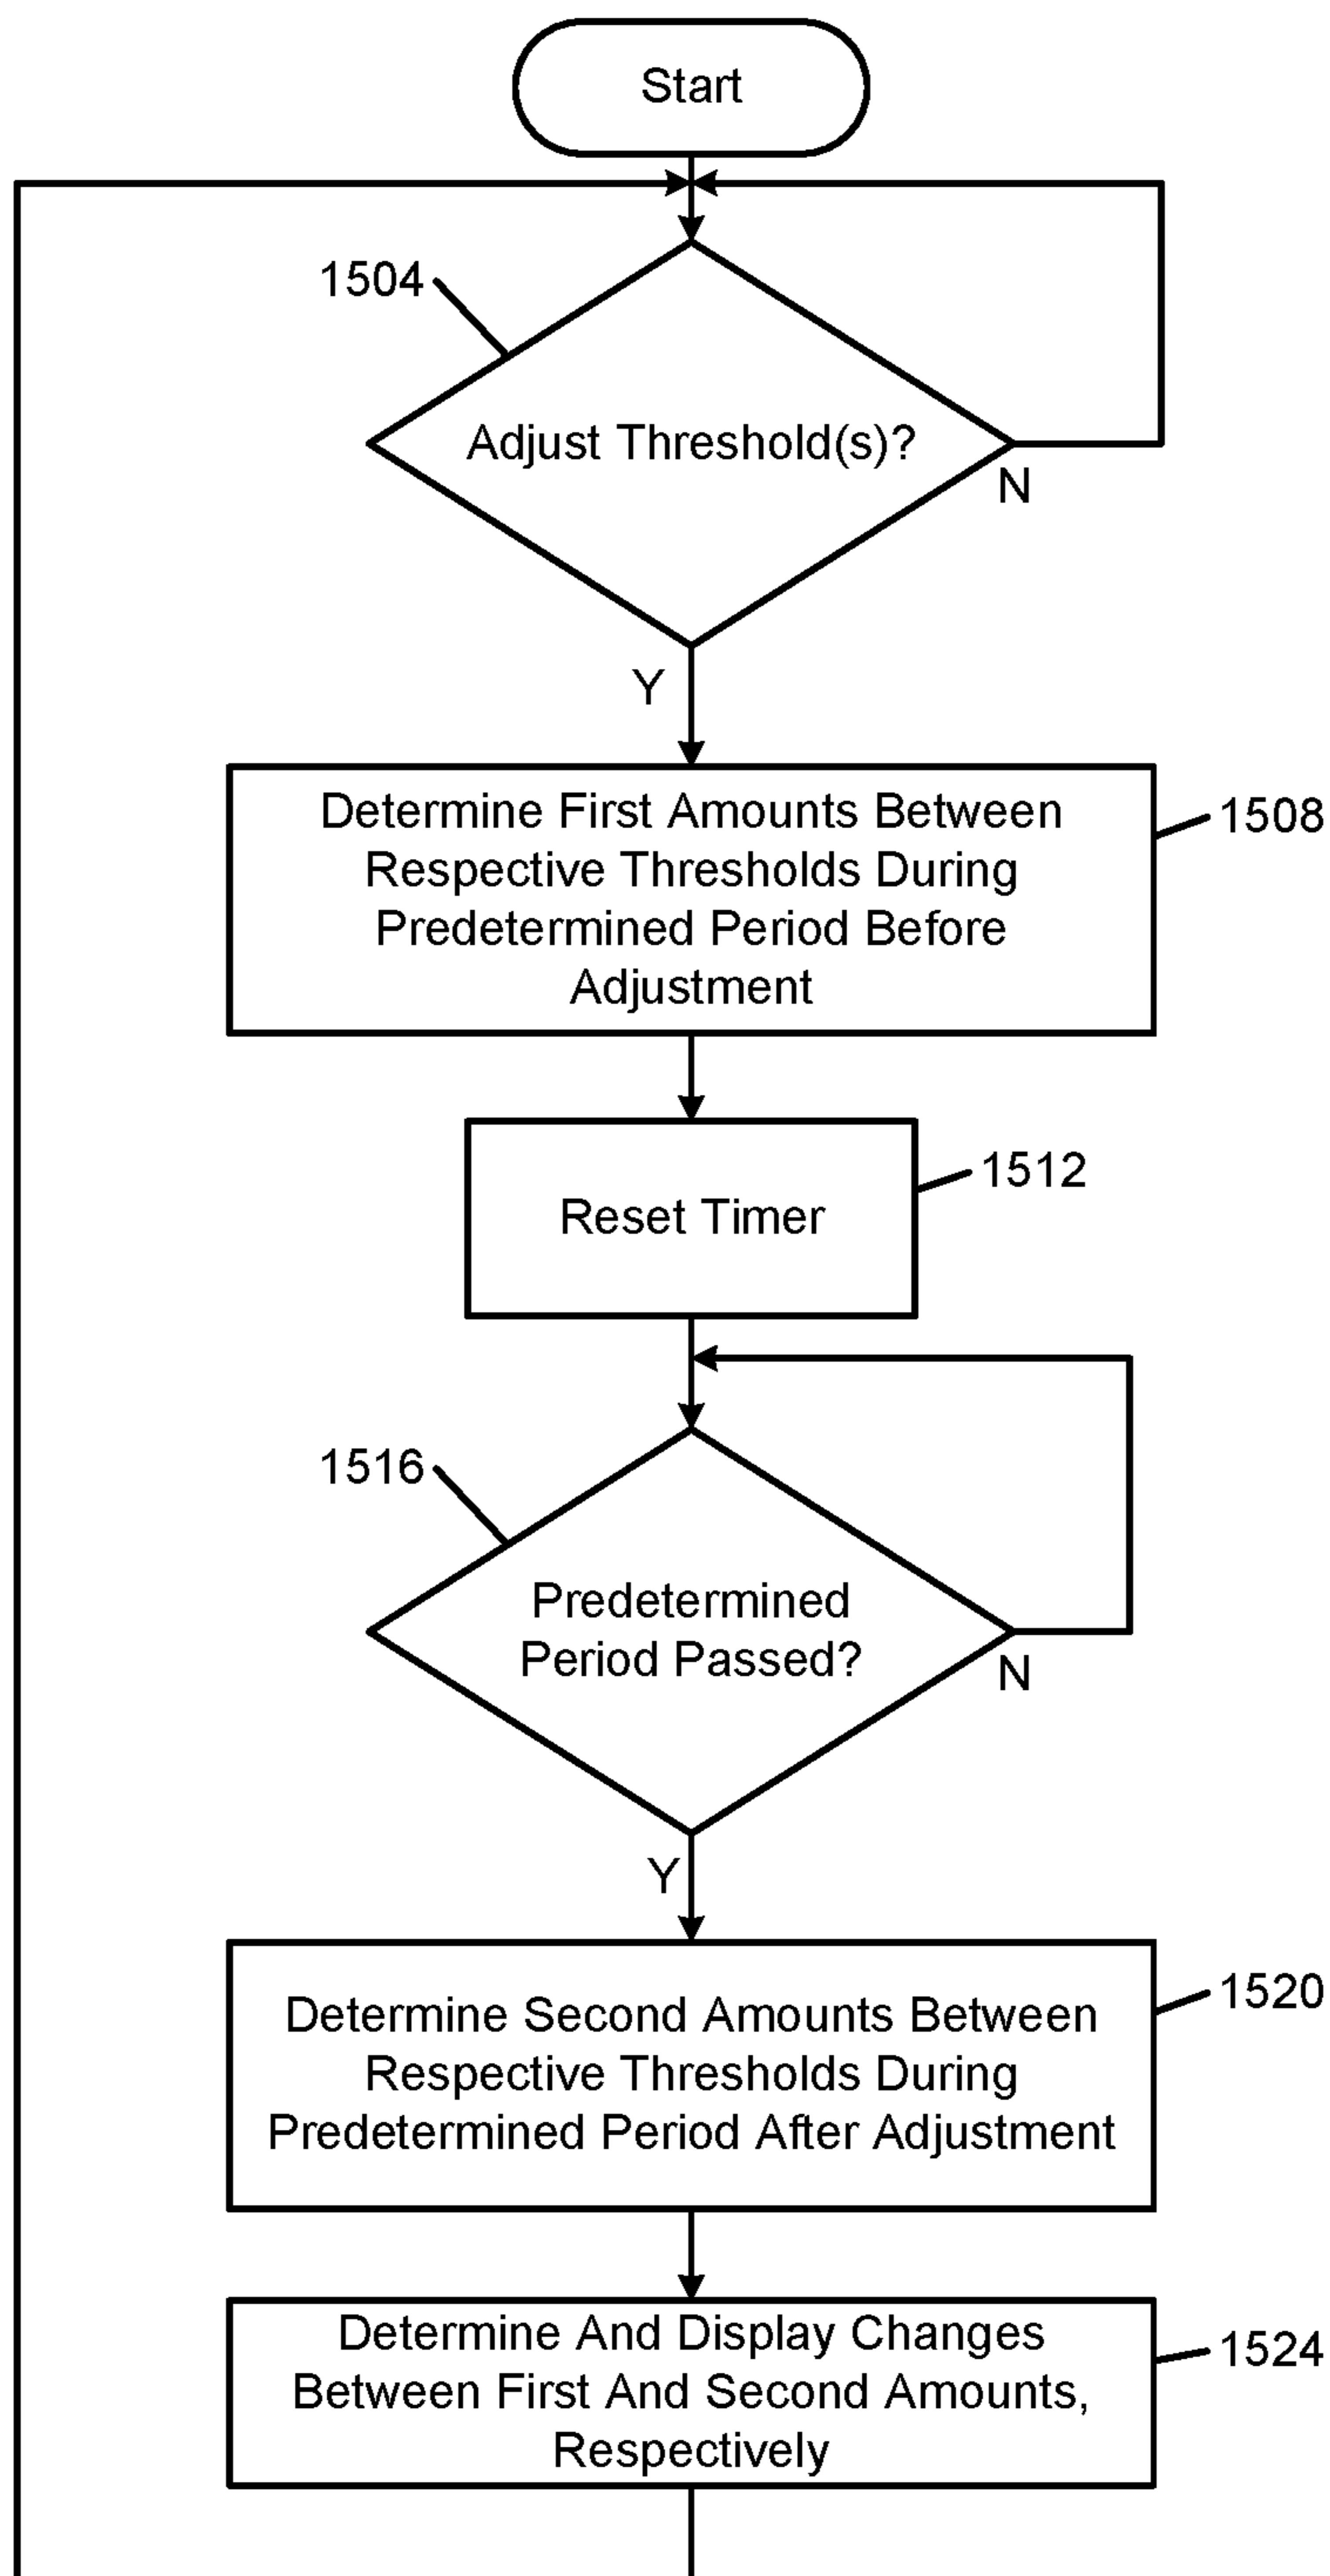 Start
1504
Adjust Threshold(s)?
N
Y
Determine First Amounts Between
Respective Thresholds During
Predetermined Period Before
Adjustment
1508
Reset Timer
1512
1516
Predetermined
Period Passed?
N
Y
Determine Second Amounts Between
Respective Thresholds During
Predetermined Period After Adjustment
1520
Determine And Display Changes
Between First And Second Amounts,
Respectively
1524